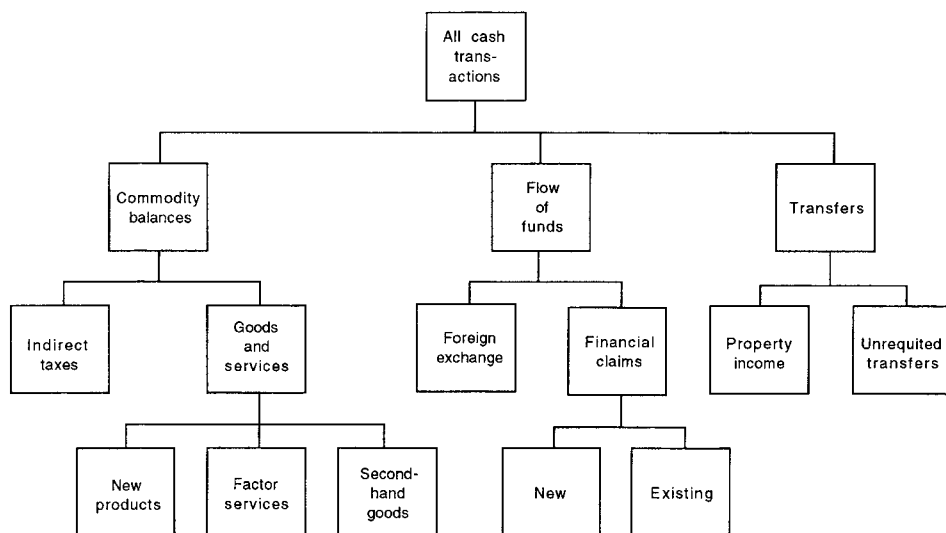 All cash
trans-
actions
Commodity
balances
Flow
of
funds
Transfers
Indirect
taxes
Goods
and
services
Foreign
exchange
Financial
claims
Property
income
Unrequited
transfers
New
products
Factor
services
Second-
hand
goods
New
Existing